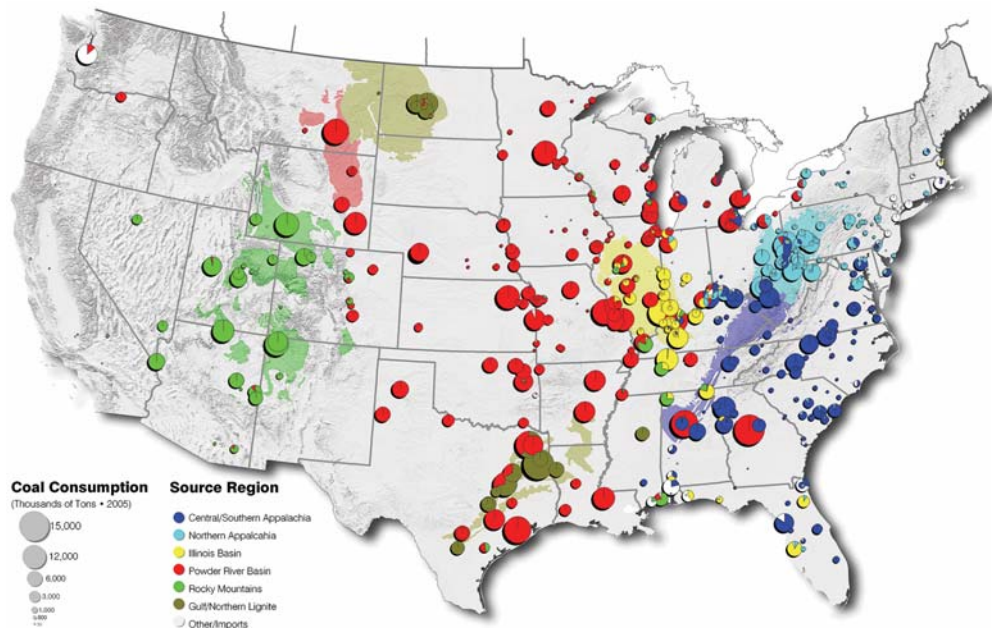 Coal Consumption
(Thousands of Tons • 2005)
15,000
12,000
6,000
3,000
1,000
Source Region
Central/Southern Appalachia
Northern Appalcahia
Illinois Basin
Powder River Basin
Rocky Mountains
Gulf/Northern Lignite
Other/Imports